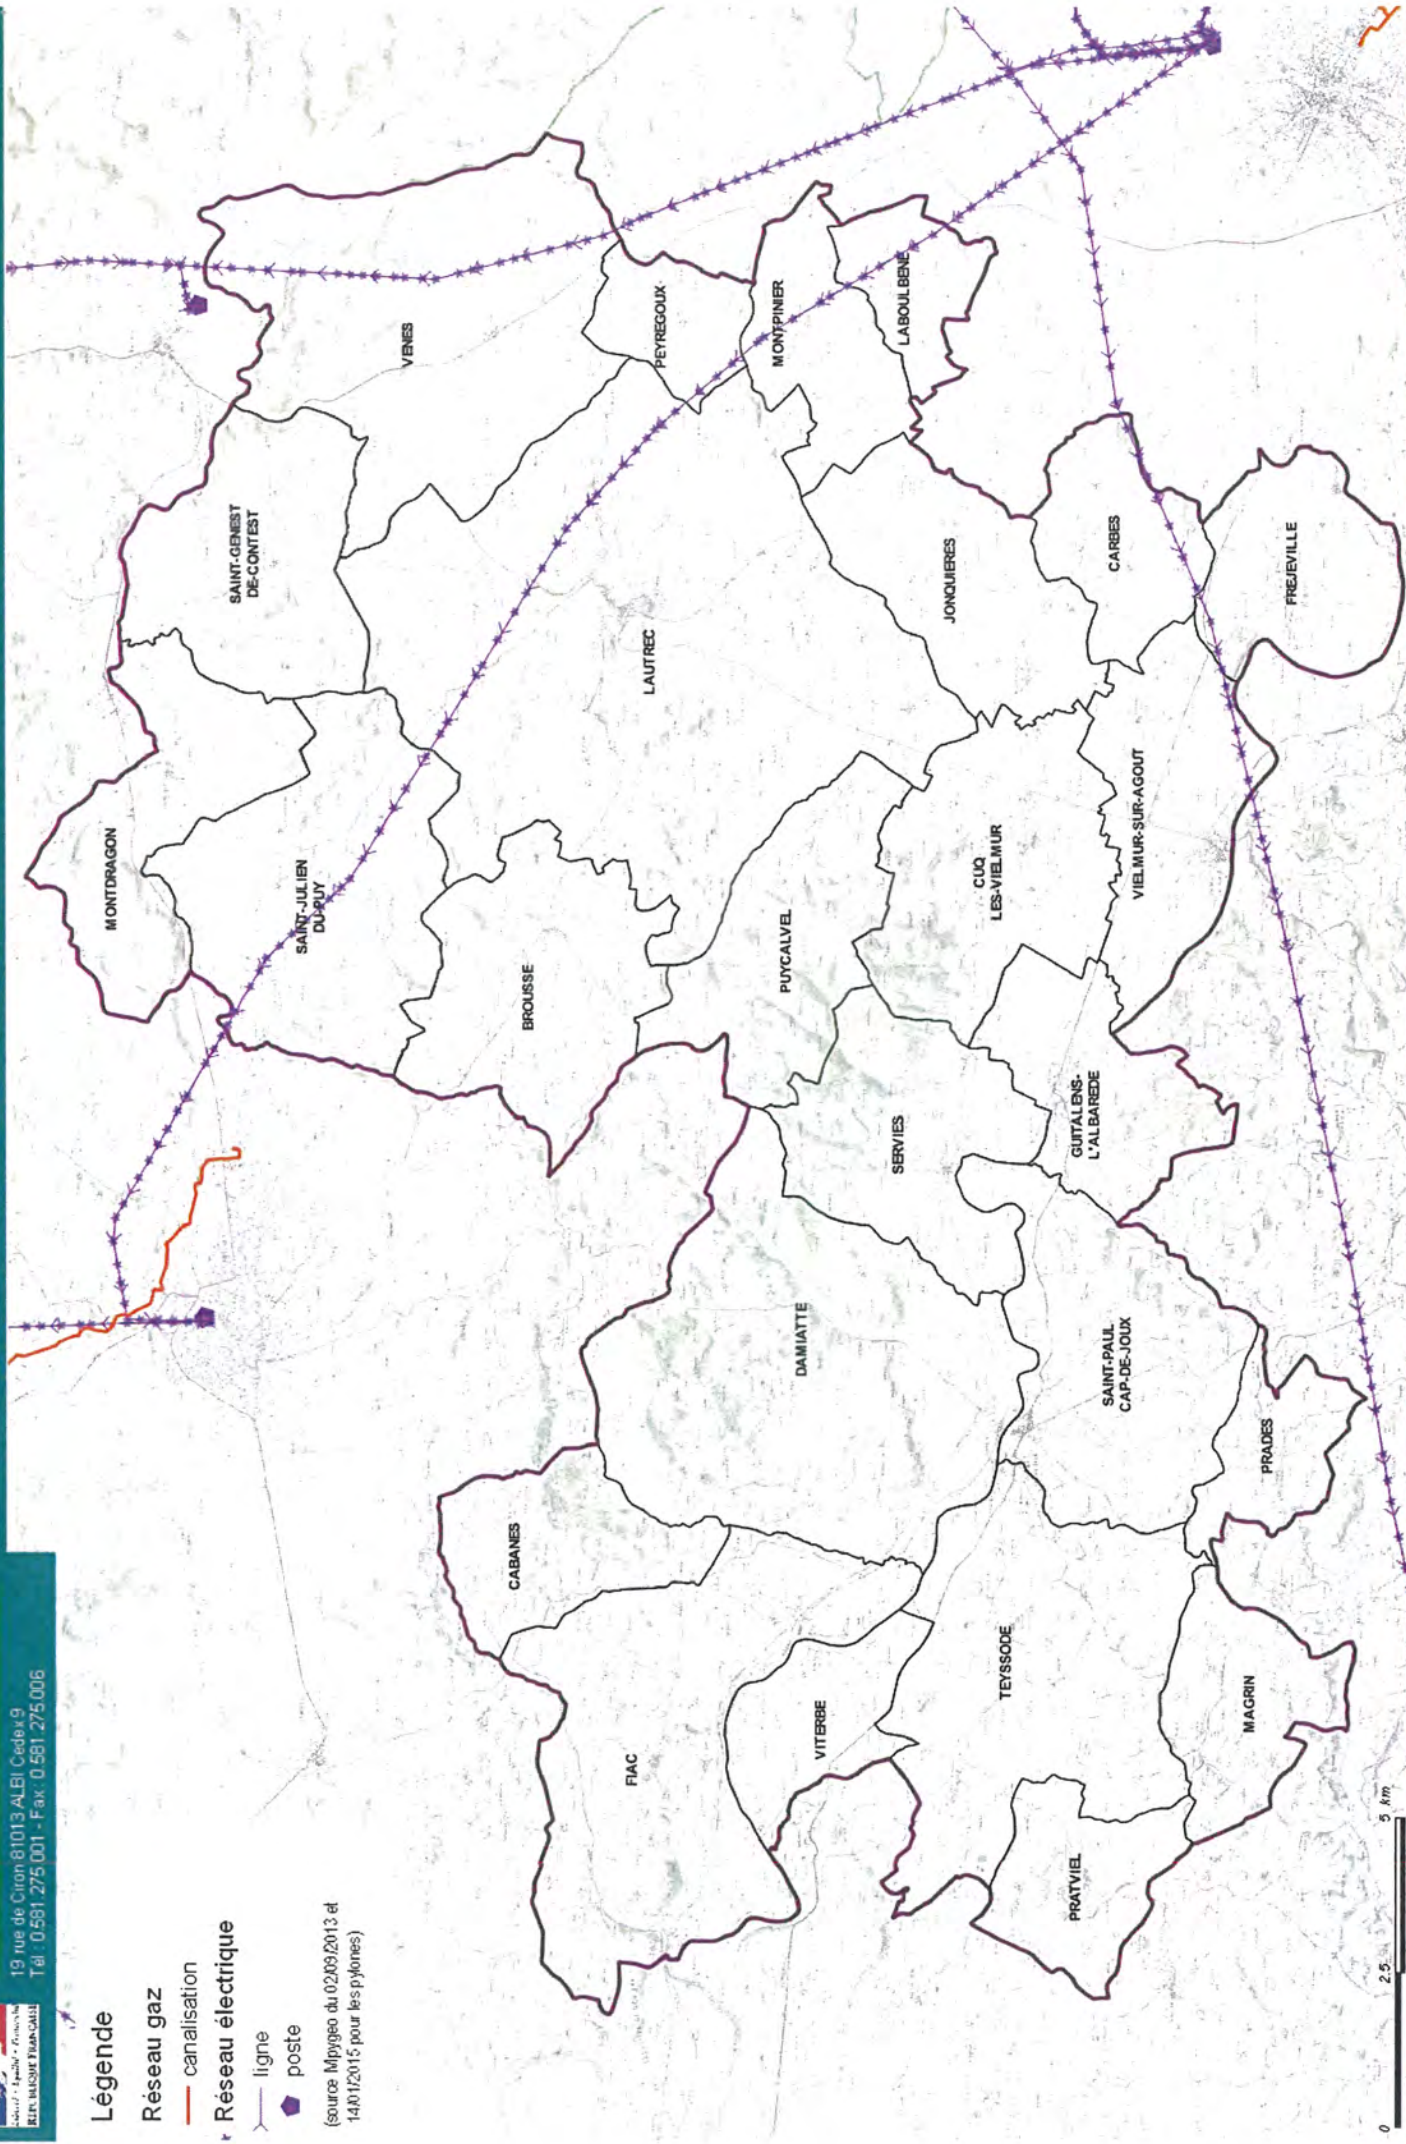 RÉPUBLIQUE FRANÇAISE
19 rue de Ciron 81013 ALBI Cedex 9
Tél : 0.581.275.001 - Fax : 0.581.275.006
Légende
Réseau gaz
canalisation
Réseau électrique
ligne
poste
(source Mpygeo du 02/09/2013 et
14/01/2015 pour les pylones)
MONTDRAGON
SAINT-GENEST
DE-CONTEST
VENES
SAINT-JULIEN
DU-PUY
BROUSSE
LAUTREC
PEYREGOUX
MONTPINIER
LABOULBENE
CABANES
FIAC
DAMIATTE
PUYCALVEL
VITERBE
SERVIES
CUQ
LES-VIELMUR
JONQUIERES
TEYSSODE
SAINT-PAUL
CAP-DE-JOUX
GUITALENS-
L'ALBAREDE
VIELMUR-SUR-AGOUT
CARBES
PRATVIEL
MAGRIN
PRADES
FREJEVILLE
0 2.5 5 km